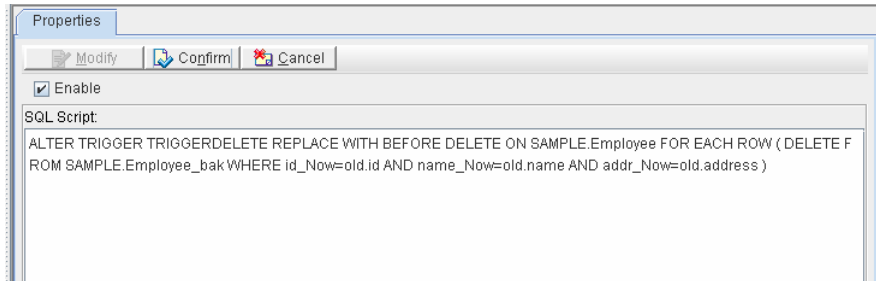 Properties
Modify Confirm Cancel
Enable
SQL Script:
ALTER TRIGGER TRIGGERDELETE REPLACE WITH BEFORE DELETE ON SAMPLE.Employee FOR EACH ROW ( DELETE F
ROM SAMPLE.Employee_bak WHERE id_Now=old.id AND name_Now=old.name AND addr_Now=old.address )